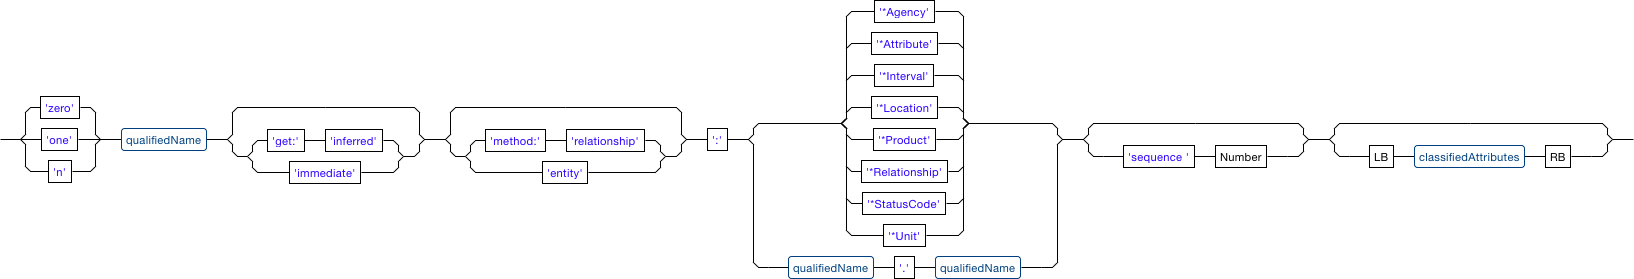 'zero'
'one'
'n'
qualifiedName
'get:' 'inferred'
'immediate'
'method:' 'relationship'
'entity'
':'
'*Agency'
'*Attribute'
'*Interval'
'*Location'
'*Product'
'*Relationship'
'*StatusCode'
'*Unit'
qualifiedName '.' qualifiedName
'sequence ' Number
LB classifiedAttributes RB